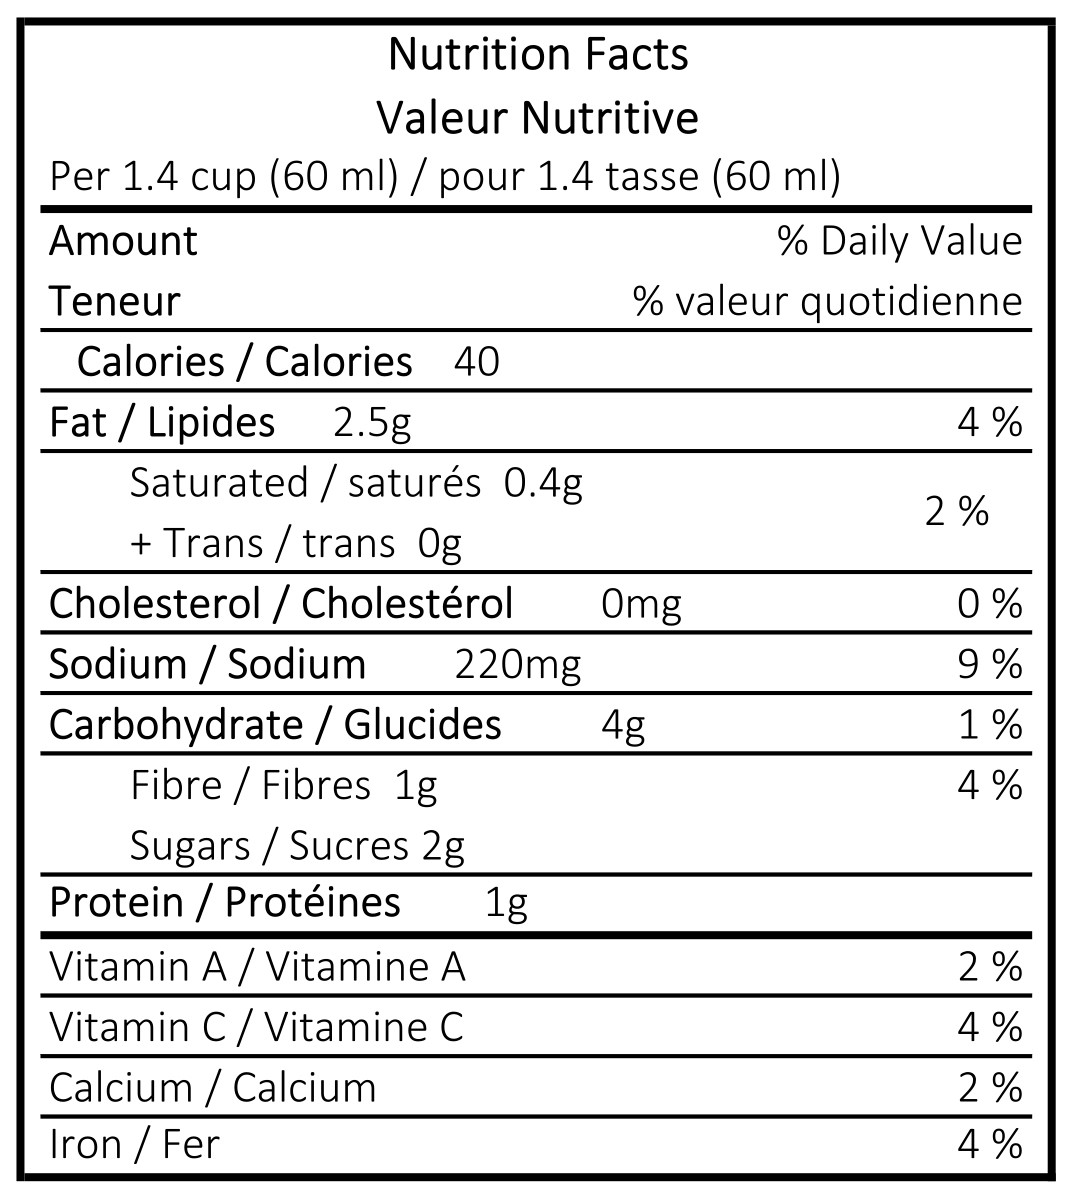 Nutrition Facts
Valeur Nutritive
Per 1.4 cup (60 ml) / pour 1.4 tasse (60 ml)
Amount % Daily Value
Teneur % valeur quotidienne
Calories / Calories 40
Fat / Lipides 2.5g 4 %
Saturated / saturés 0.4g
2 %
+ Trans / trans 0g
Cholesterol / Cholestérol 0mg 0 %
Sodium / Sodium 220mg 9 %
Carbohydrate / Glucides 4g 1 %
Fibre / Fibres 1g 4 %
Sugars / Sucres 2g
Protein / Protéines 1g
Vitamin A / Vitamine A 2 %
Vitamin C / Vitamine C 4 %
Calcium / Calcium 2 %
Iron / Fer 4 %